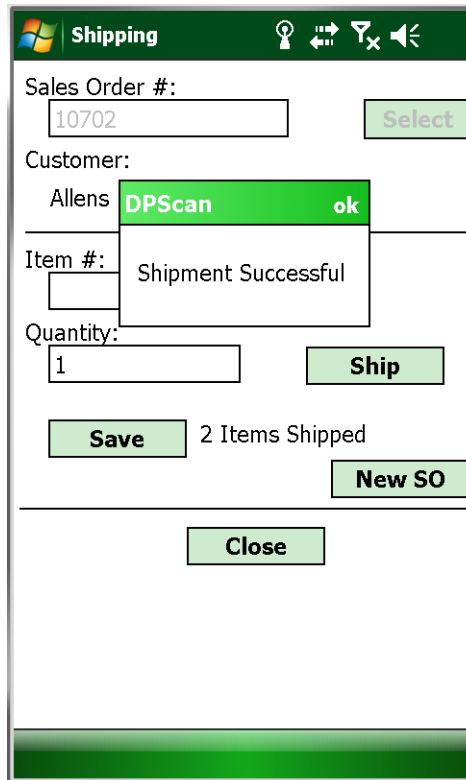 Shipping
Sales Order #:
10702
Select
Customer:
Allens
DPScan ok
Shipment Successful
Item #:
Quantity:
1
Ship
Save
2 Items Shipped
New SO
Close